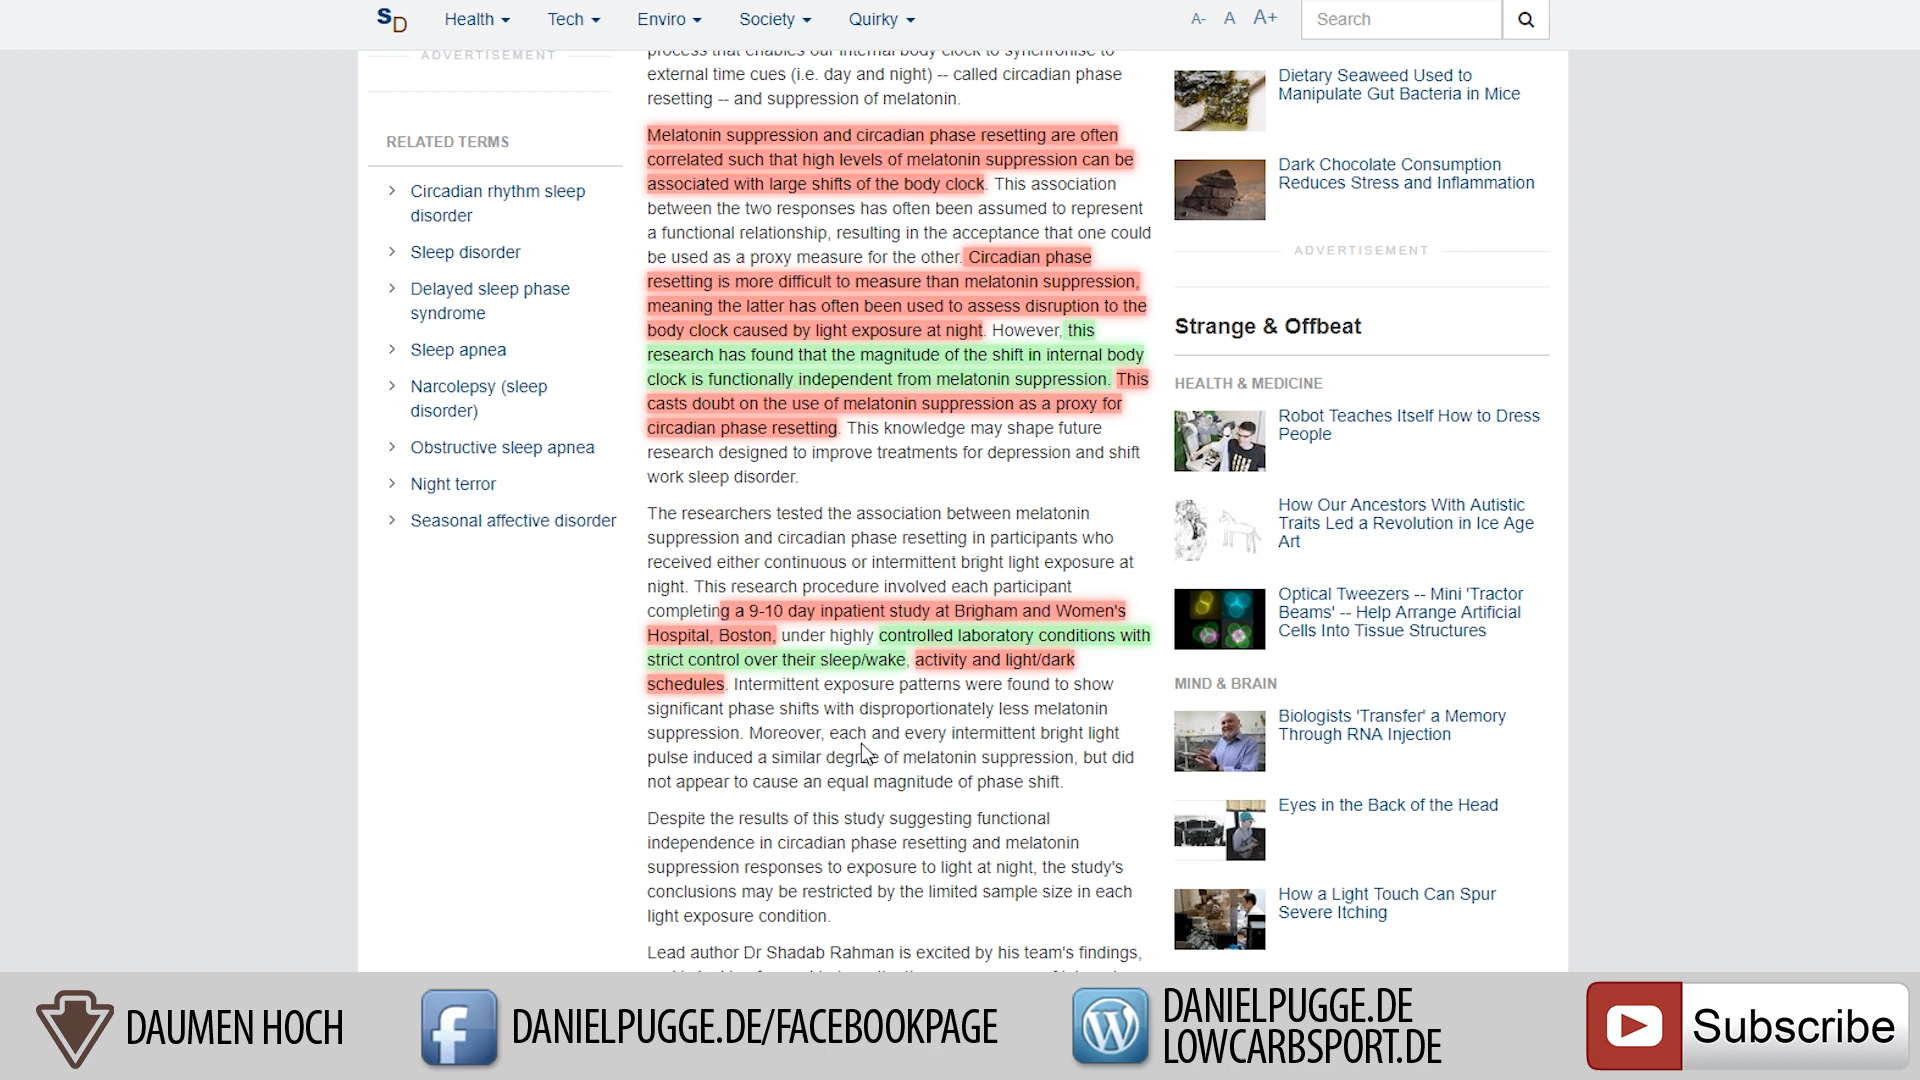 SD
Health
Tech
Enviro
Society
Quirky
A-
A
A+
Search
ADVERTISEMENT
RELATED TERMS
Circadian rhythm sleep
disorder
Sleep disorder
Delayed sleep phase
syndrome
Sleep apnea
Narcolepsy (sleep
disorder)
Obstructive sleep apnea
Night terror
Seasonal affective disorder
process that enables our internal body clock to synchronise to
external time cues (i.e. day and night) -- called circadian phase
resetting -- and suppression of melatonin.
Melatonin suppression and circadian phase resetting are often
correlated such that high levels of melatonin suppression can be
associated with large shifts of the body clock. This association
between the two responses has often been assumed to represent
a functional relationship, resulting in the acceptance that one could
be used as a proxy measure for the other. Circadian phase
resetting is more difficult to measure than melatonin suppression,
meaning the latter has often been used to assess disruption to the
body clock caused by light exposure at night. However, this
research has found that the magnitude of the shift in internal body
clock is functionally independent from melatonin suppression. This
casts doubt on the use of melatonin suppression as a proxy for
circadian phase resetting. This knowledge may shape future
research designed to improve treatments for depression and shift
work sleep disorder.
The researchers tested the association between melatonin
suppression and circadian phase resetting in participants who
received either continuous or intermittent bright light exposure at
night. This research procedure involved each participant
completing a 9-10 day inpatient study at Brigham and Women's
Hospital, Boston, under highly controlled laboratory conditions with
strict control over their sleep/wake, activity and light/dark
schedules. Intermittent exposure patterns were found to show
significant phase shifts with disproportionately less melatonin
suppression. Moreover, each and every intermittent bright light
pulse induced a similar degree of melatonin suppression, but did
not appear to cause an equal magnitude of phase shift.
Despite the results of this study suggesting functional
independence in circadian phase resetting and melatonin
suppression responses to exposure to light at night, the study's
conclusions may be restricted by the limited sample size in each
light exposure condition.
Lead author Dr Shadab Rahman is excited by his team's findings,
Dietary Seaweed Used to
Manipulate Gut Bacteria in Mice
Dark Chocolate Consumption
Reduces Stress and Inflammation
ADVERTISEMENT
Strange & Offbeat
HEALTH & MEDICINE
Robot Teaches Itself How to Dress
People
How Our Ancestors With Autistic
Traits Led a Revolution in Ice Age
Art
Optical Tweezers -- Mini 'Tractor
Beams' -- Help Arrange Artificial
Cells Into Tissue Structures
MIND & BRAIN
Biologists 'Transfer' a Memory
Through RNA Injection
Eyes in the Back of the Head
How a Light Touch Can Spur
Severe Itching
DAUMEN HOCH
DANIELPUGGE.DE/FACEBOOKPAGE
DANIELPUGGE.DE
LOWCARBSPORT.DE
Subscribe